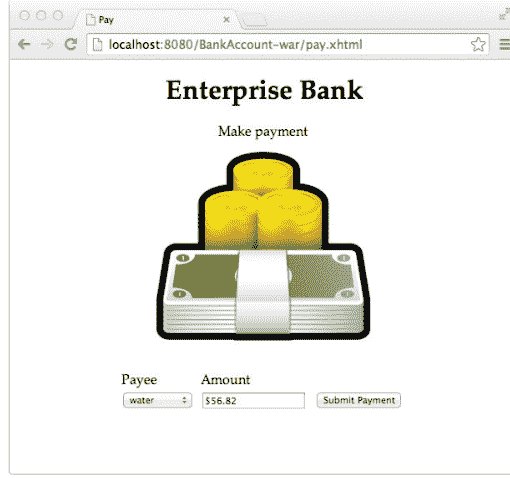 Pay
localhost:8080/BankAccount-war/pay.xhtml
Enterprise Bank
Make payment
Payee Amount
water $56.82 Submit Payment